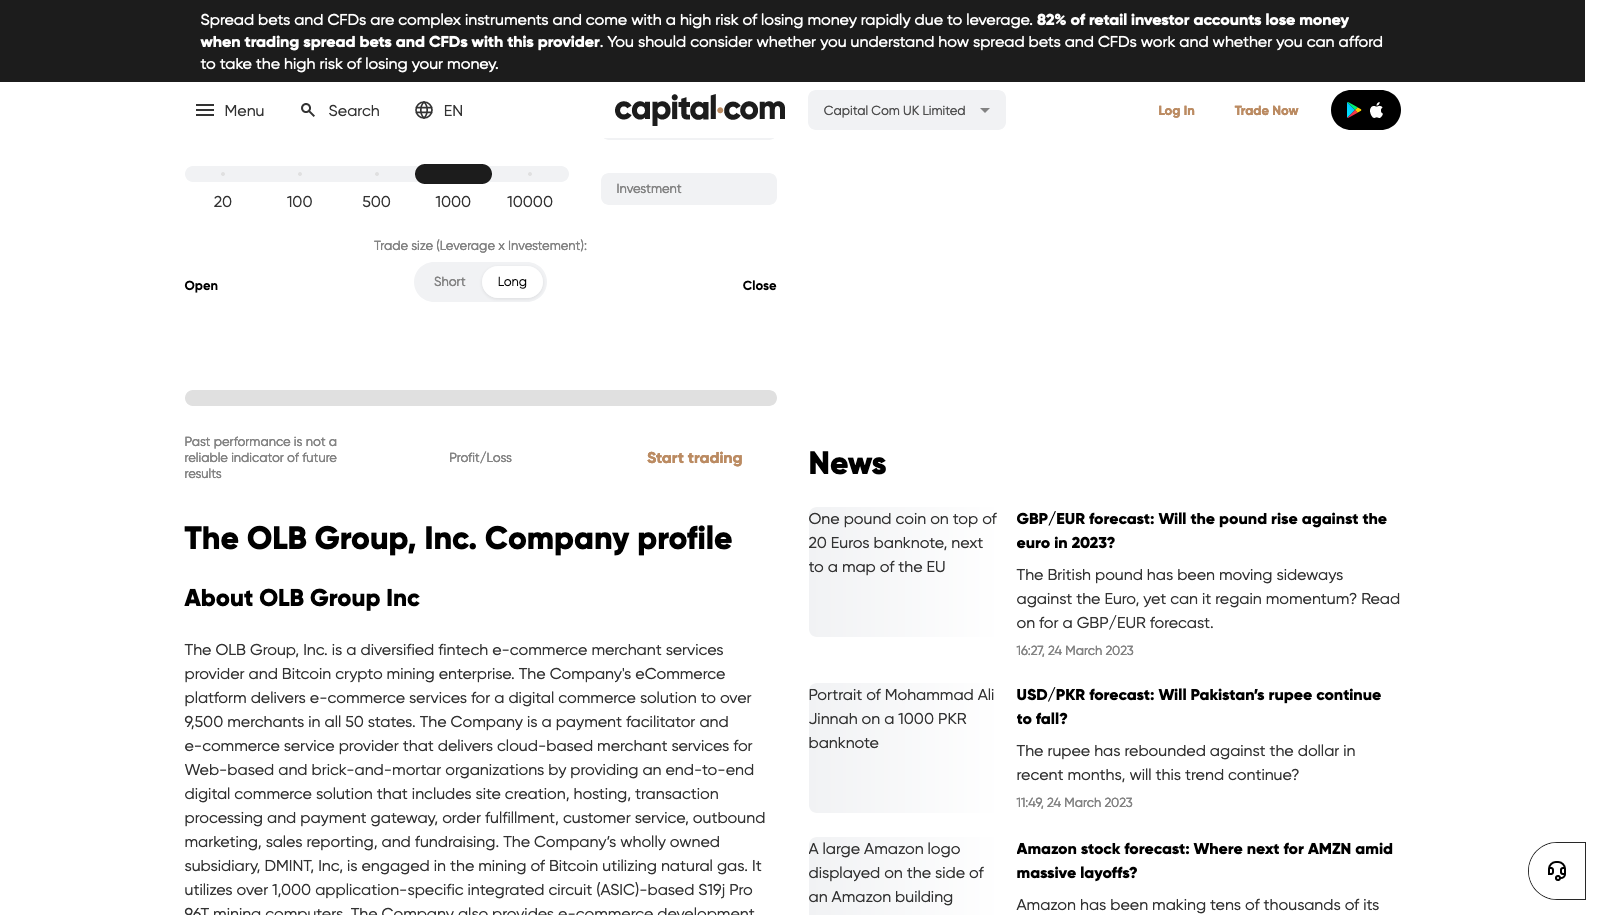 Spread bets and CFDs are complex instruments and come with a high risk of losing money rapidly due to leverage. 82% of retail investor accounts lose money
when trading spread bets and CFDs with this provider. You should consider whether you understand how spread bets and CFDs work and whether you can afford
to take the high risk of losing your money.
Menu
Search
EN
capital.com
Capital Com UK Limited
Log In
Trade Now
20
100
500
1000
10000
Investment
Trade size (Leverage x Investement):
Open
Short
Long
Close
Past performance is not a
reliable indicator of future
results
Profit/Loss
Start trading
The OLB Group, Inc. Company profile
About OLB Group Inc
The OLB Group, Inc. is a diversified fintech e-commerce merchant services
provider and Bitcoin crypto mining enterprise. The Company's eCommerce
platform delivers e-commerce services for a digital commerce solution to over
9,500 merchants in all 50 states. The Company is a payment facilitator and
e-commerce service provider that delivers cloud-based merchant services for
Web-based and brick-and-mortar organizations by providing an end-to-end
digital commerce solution that includes site creation, hosting, transaction
processing and payment gateway, order fulfillment, customer service, outbound
marketing, sales reporting, and fundraising. The Company’s wholly owned
subsidiary, DMINT, Inc, is engaged in the mining of Bitcoin utilizing natural gas. It
utilizes over 1,000 application-specific integrated circuit (ASIC)-based S19j Pro
96T mining computers. The Company also provides e-commerce development
News
One pound coin on top of
20 Euros banknote, next
to a map of the EU
GBP/EUR forecast: Will the pound rise against the
euro in 2023?
The British pound has been moving sideways
against the Euro, yet can it regain momentum? Read
on for a GBP/EUR forecast.
16:27, 24 March 2023
Portrait of Mohammad Ali
Jinnah on a 1000 PKR
banknote
USD/PKR forecast: Will Pakistan’s rupee continue
to fall?
The rupee has rebounded against the dollar in
recent months, will this trend continue?
11:49, 24 March 2023
A large Amazon logo
displayed on the side of
an Amazon building
Amazon stock forecast: Where next for AMZN amid
massive layoffs?
Amazon has been making tens of thousands of its